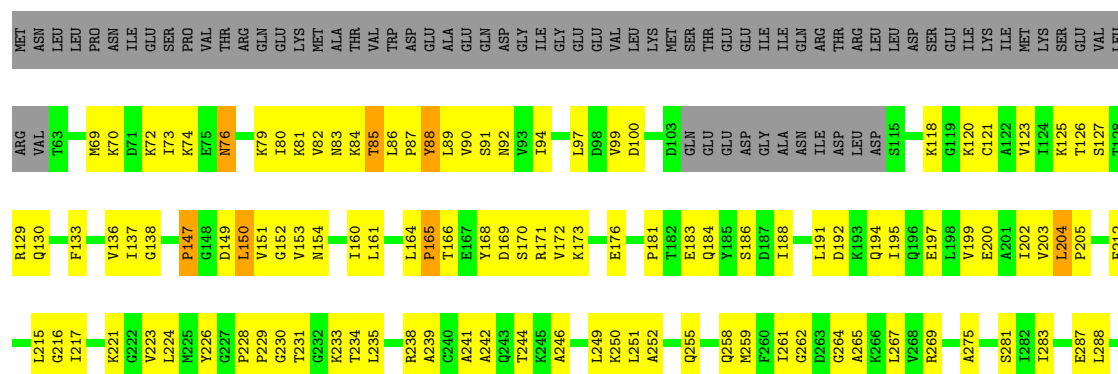 MET ASN LEU LEU PRO ASN ILE GLU SER PRO VAL THR ARG GLN GLU LYS MET ALA THR VAL TRP ASP GLU ALA GLU GLN ASP GLY ILE GLY GLU GLU VAL LEU LYS MET SER THR GLU GLU ILE ILE GLN ARG THR ARG LEU LEU ASP SER GLU ILE LYS ILE MET LYS SER GLU VAL LEU
ARG VAL T63 M69 K70 D71 K72 I73 K74 E75 N76 K79 I80 K81 V82 N83 K84 T85 L86 P87 Y88 L89 V90 S91 N92 V93 I94 L97 D98 V99 D100 D103 GLN GLU GLU GLU ASP GLY ALA ASN ILE ASP LEU ASP S115 K118 G119 K120 C121 A122 V123 I124 K125 T126 S127 T128
R129 Q130 F133 V136 I137 G138 P147 G148 D149 L150 V151 G152 V153 N154 I160 L161 L164 P165 T166 E167 Y168 D169 S170 R171 V172 K173 E176 P181 T182 E183 Q184 Y185 S186 D187 I188 L191 D192 K193 Q194 I195 Q196 E197 L198 V199 E200 A201 I202 V203 L204 P205
L215 G216 T217 K221 G222 V223 L224 M225 Y226 G227 P228 P229 G230 T231 G232 K233 T234 L235 R238 A239 C240 A241 A242 Q243 T244 K245 A246 L249 K250 L251 A252 Q255 Q258 M259 F260 I261 G262 D263 G264 A265 K266 L267 V268 R269 A275 S281 I282 I283 E287 L288